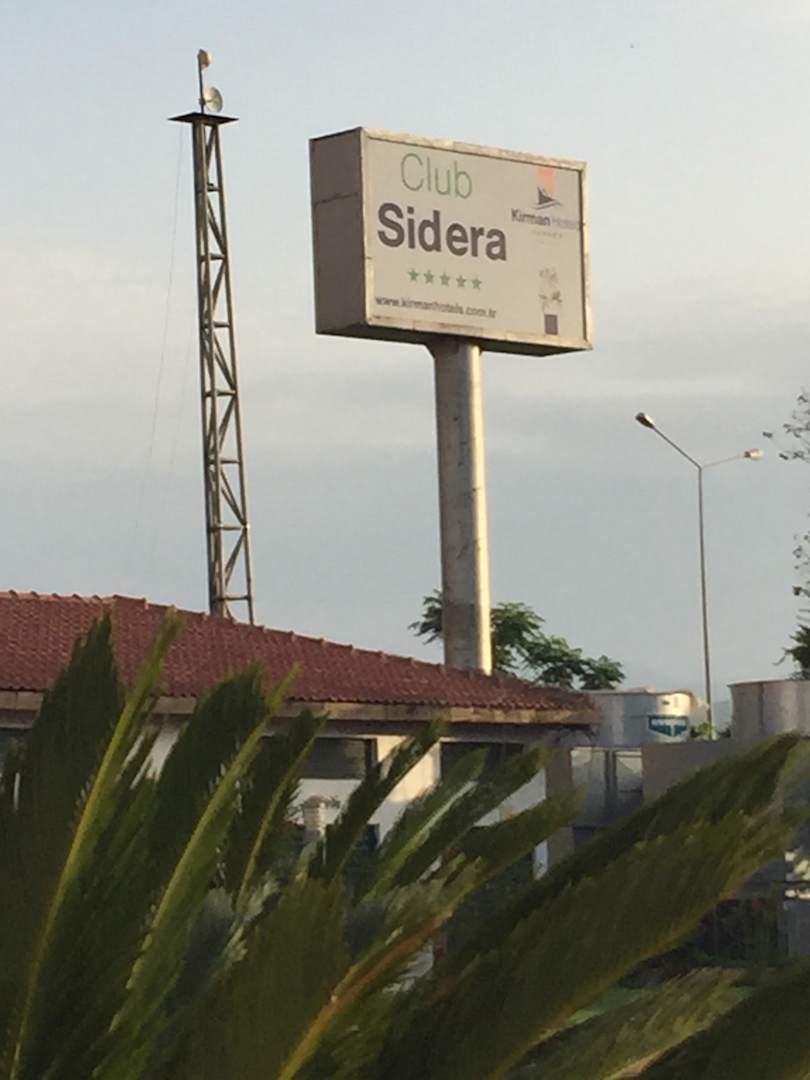 Club
Sidera
www.kirmanhotels.com.tr
Kirman Hotels